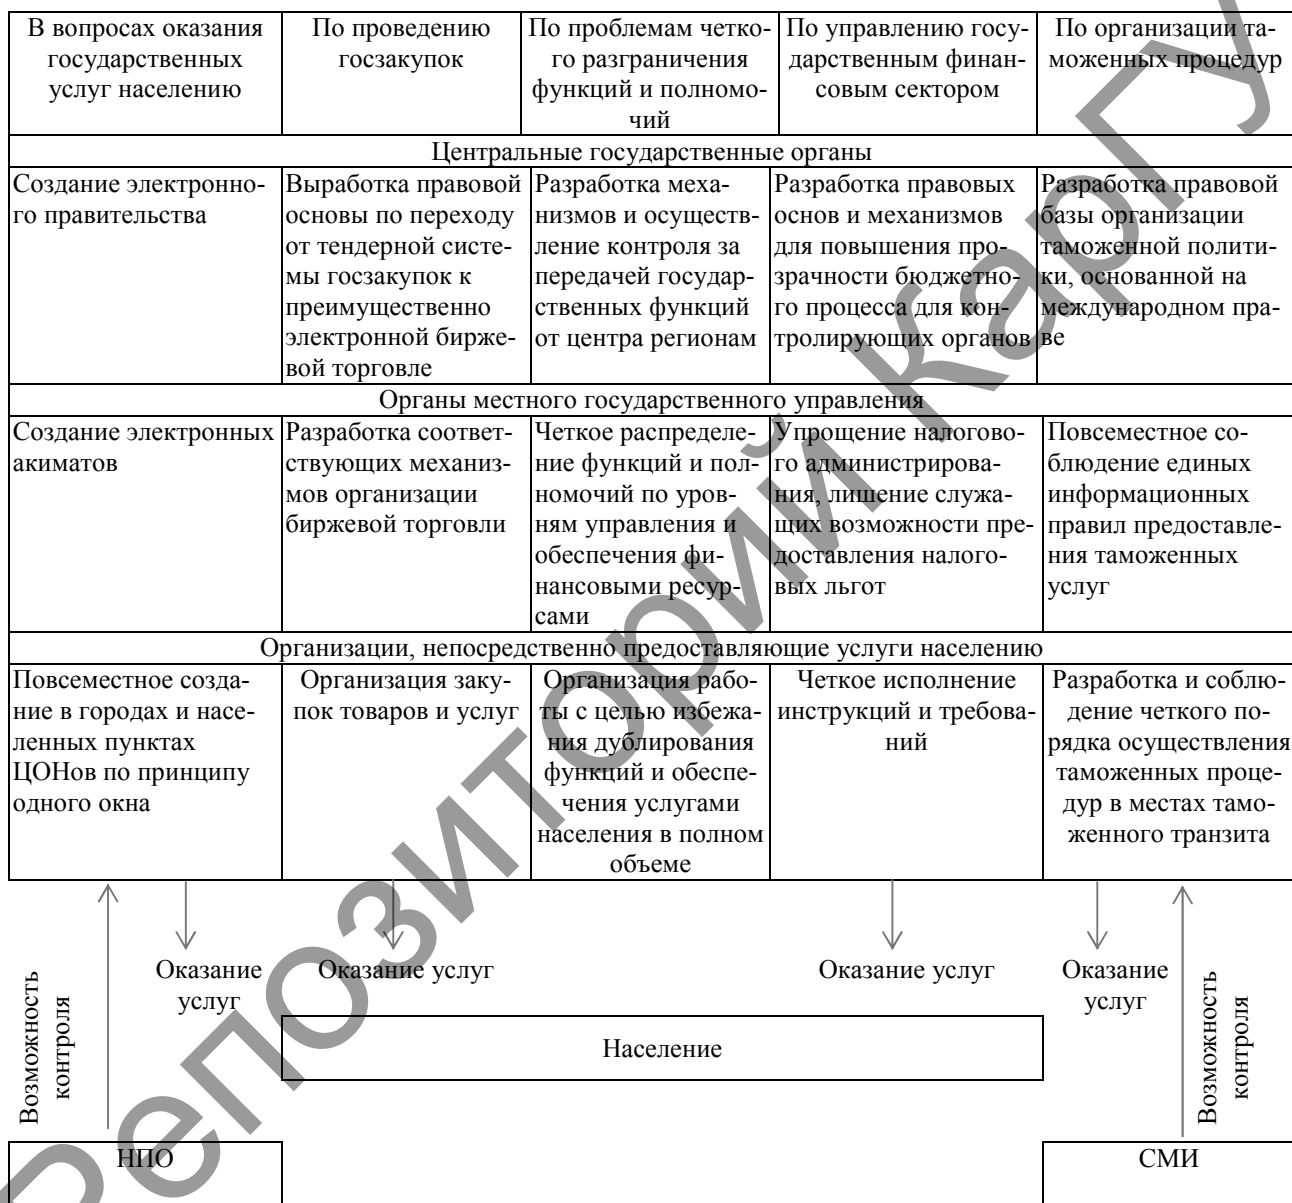 В вопросах оказания
государственных
услуг населению
По проведению
госзакупок
По проблемам четко-
го разграничения
функций и полномо-
чий
По управлению госу-
дарственным финан-
совым сектором
По организации та-
моженных процедур
Центральные государственные органы
Создание электронно-
го правительства
Выработка правовой
основы по переходу
от тендерной систе-
мы госзакупок к
преимущественно
электронной бирже-
вой торговле
Разработка меха-
низмов и осуществ-
ление контроля за
передачей государ-
ственных функций
от центра регионам
Разработка правовых
основ и механизмов
для повышения про-
зрачности бюджетно-
го процесса для кон-
тролирующих органов
Разработка правовой
базы организации
таможенной полити-
ки, основанной на
международном пра-
ве
Органы местного государственного управления
Создание электронных
акиматов
Разработка соответ-
ствующих механиз-
мов организации
биржевой торговли
Четкое распределе-
ние функций и пол-
номочий по уров-
ням управления и
обеспечения фи-
нансовыми ресур-
сами
Упрощение налогово-
го администрирова-
ния, лишение служа-
щих возможности пре-
доставления налого-
вых льгот
Повсеместное со-
блюдение единых
информационных
правил предоставле-
ния таможенных
услуг
Организации, непосредственно предоставляющие услуги населению
Повсеместное созда-
ние в городах и насе-
ленных пунктах
ЦОНов по принципу
одного окна
Организация заку-
пок товаров и услуг
Организация рабо-
ты с целью избежа-
ния дублирования
функций и обеспе-
чения услугами
населения в полном
объеме
Четкое исполнение
инструкций и требова-
ний
Разработка и соблю-
дение четкого по-
рядка осуществления
таможенных проце-
дур в местах тамо-
женного транзита
Возможность
контроля
Оказание
услуг
Оказание услуг
Оказание услуг
Оказание
услуг
Возможность
контроля
Население
НПО
СМИ
Репозиторий КарГУ